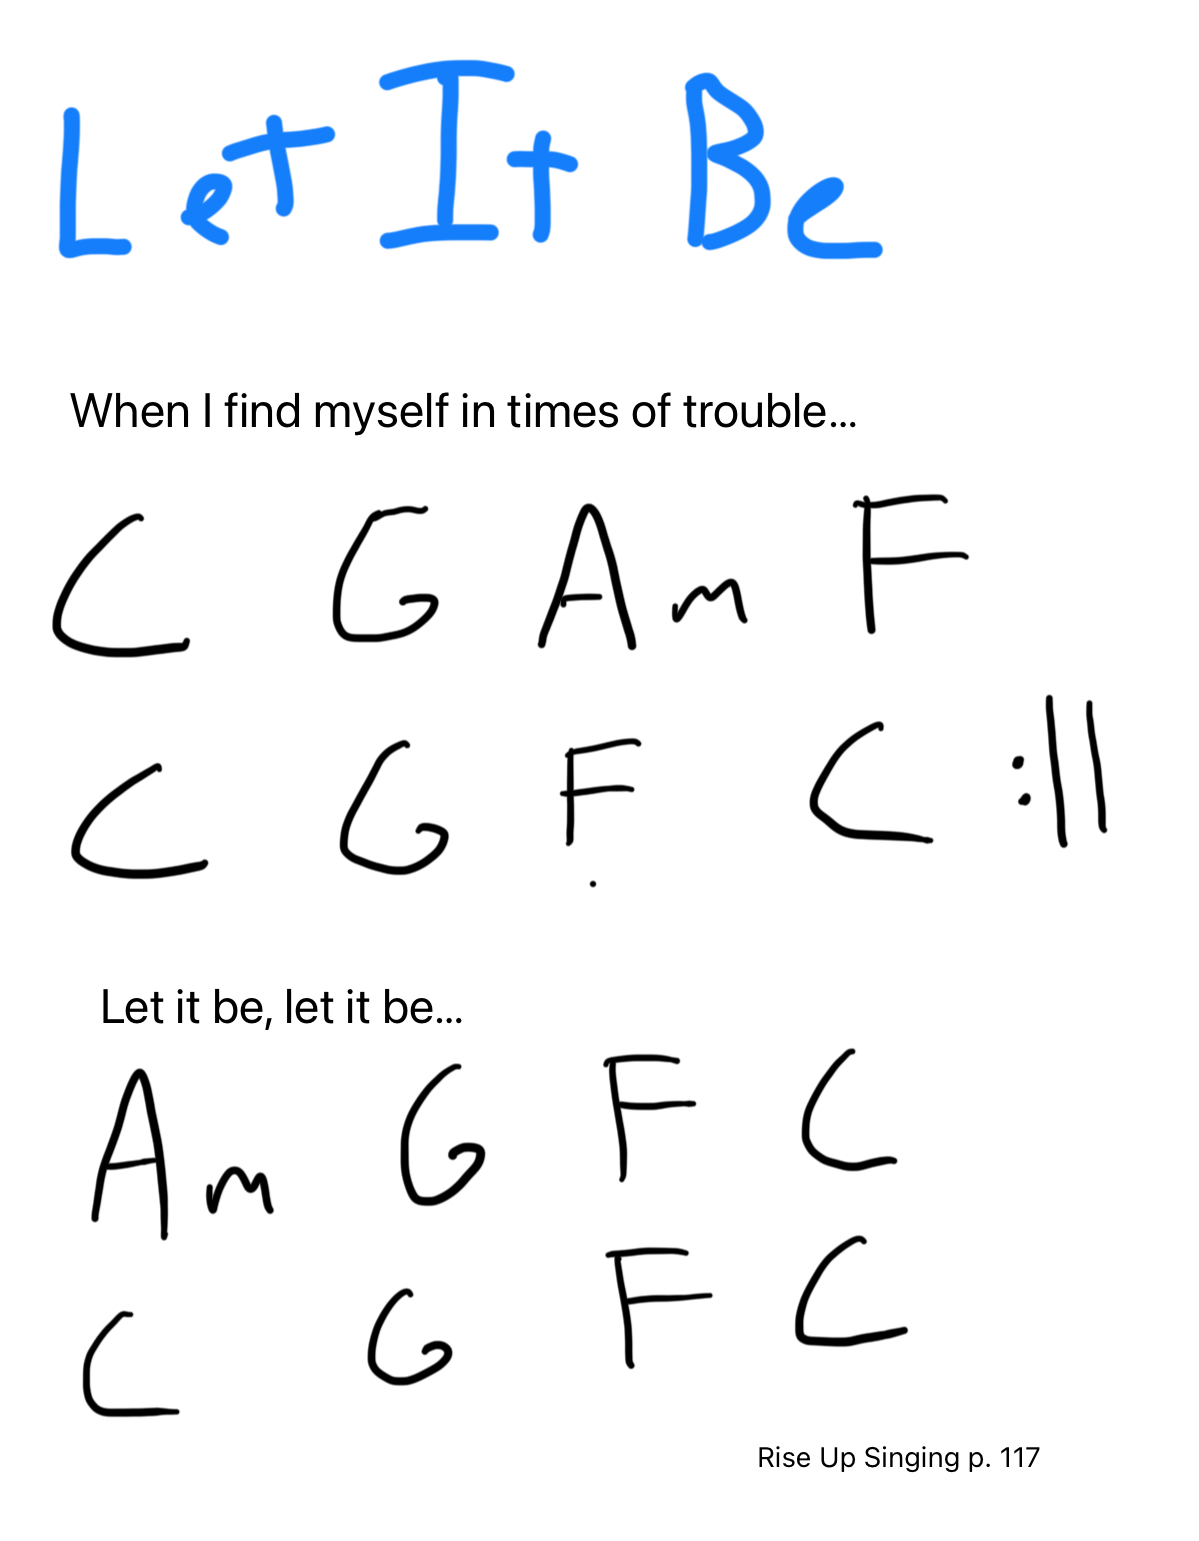 Let It Be
When I find myself in times of trouble...
C G Am F
C G F C :||
Let it be, let it be...
Am G F C
C G F C
Rise Up Singing p. 117